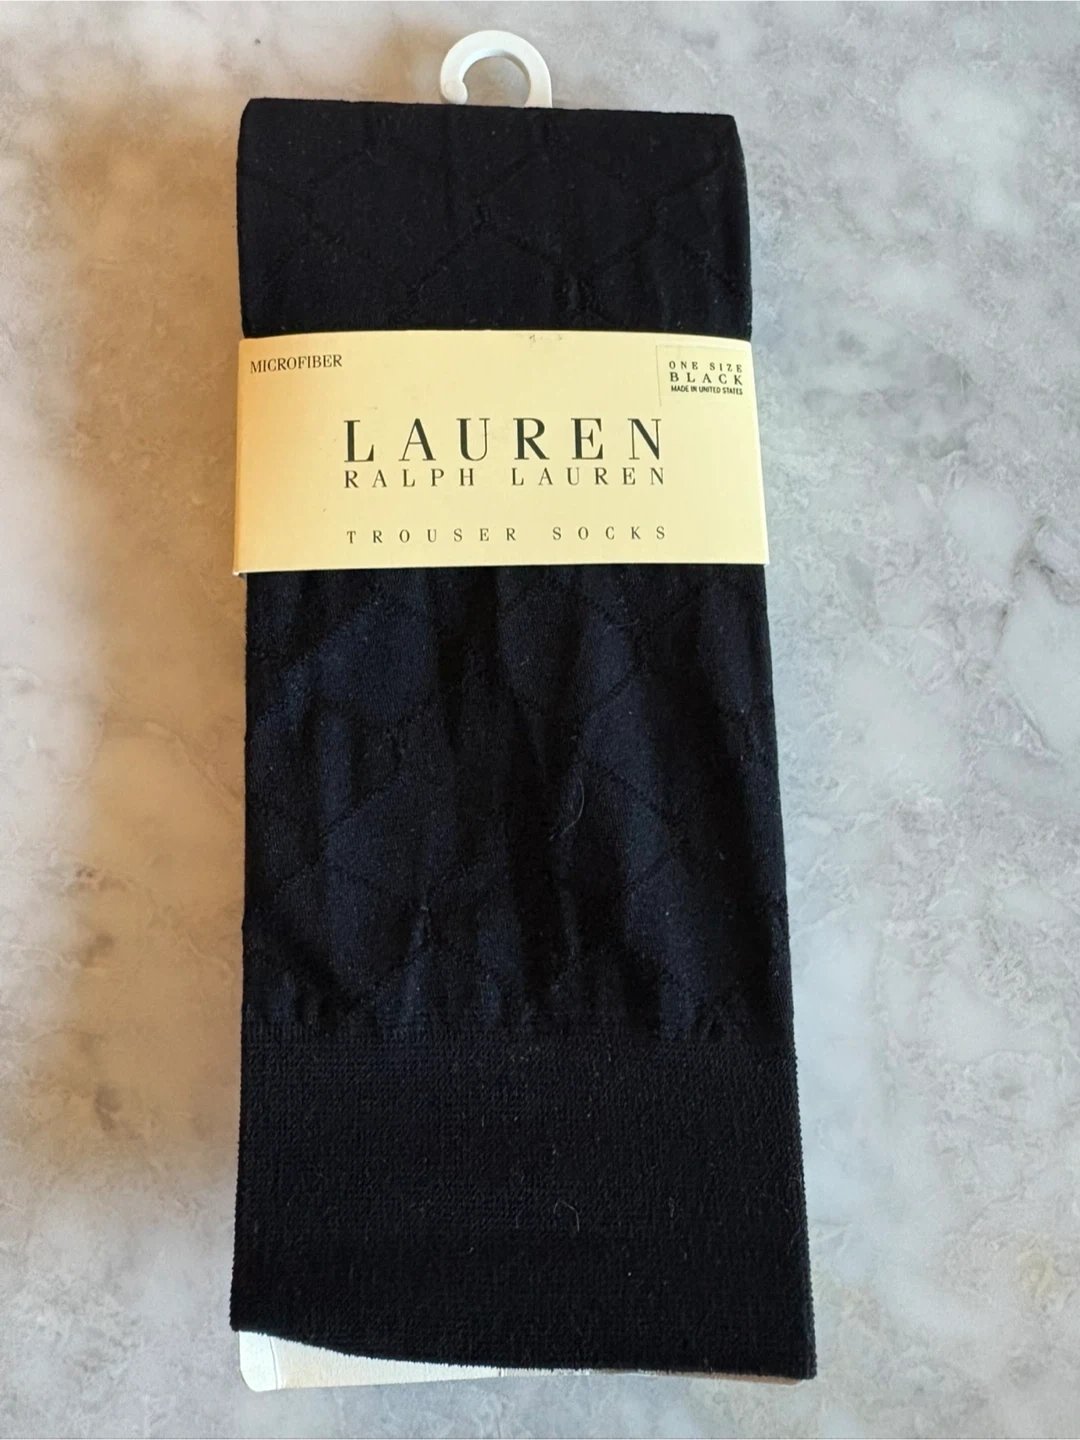 MICROFIBER
ONE SIZE
BLACK
MADE IN UNITED STATES
LAUREN
RALPH LAUREN
TROUSER SOCKS